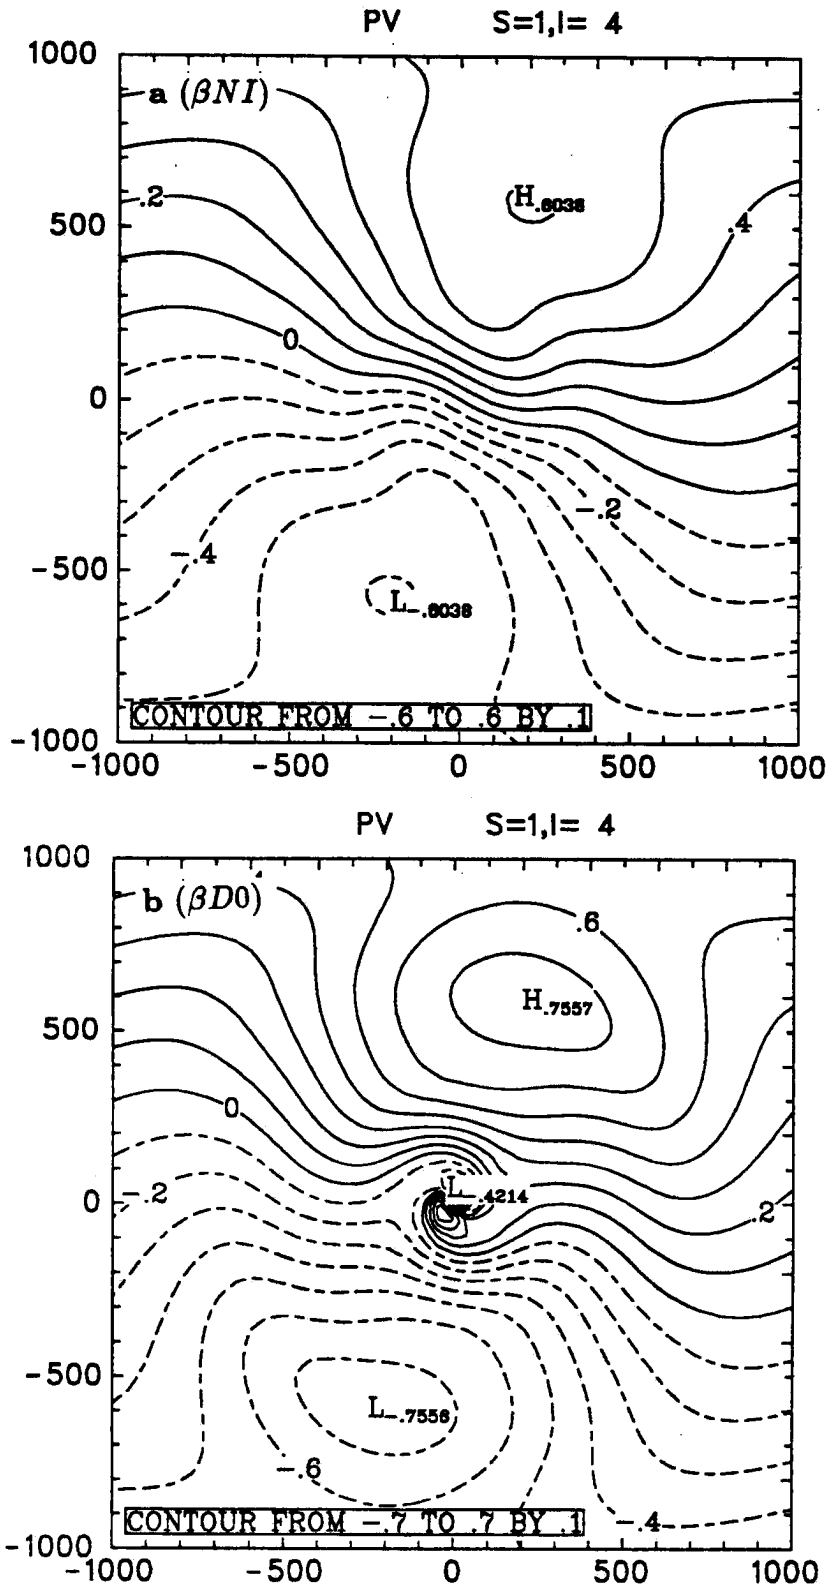 PV S=1,I= 4
1000
a (βNI)
.2
H.6038
500
.4
0
0
-.2
-.4
-500
L-.6038
CONTOUR FROM -.6 TO .6 BY .1
-1000
-1000 -500 0 500 1000
PV S=1,I= 4
1000
b (βD0)
.6
H.7557
500
0
L-.4214
0
-.2
.2
-500
L-.7556
-.6
CONTOUR FROM -.7 TO .7 BY .1
-.4
-1000
-1000 -500 0 500 1000